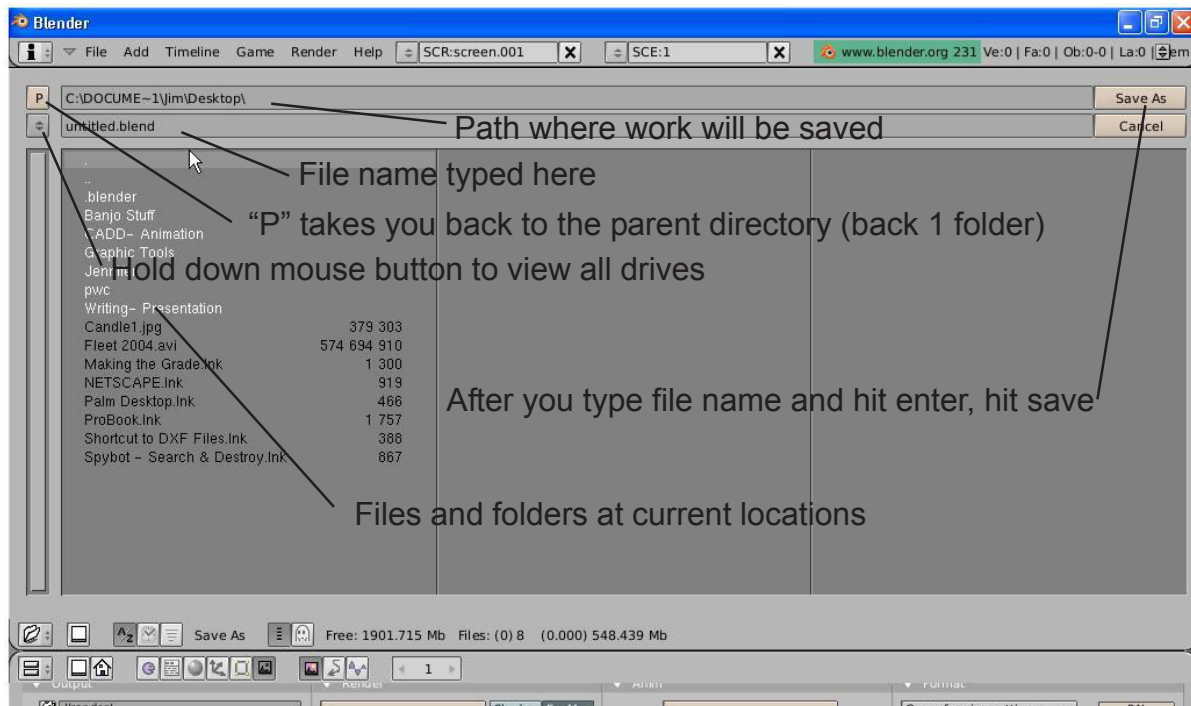 Blender
File Add Timeline Game Render Help SCR:screen.001 X SCE:1 X www.blender.org 231 Ve:0 | Fa:0 | Ob:0-0 | La:0 | em
P C:\DOCUME~1\Jim\Desktop\ Save As
untitled.blend Cancel
Path where work will be saved
.
File name typed here
..
.blender
Banjo Stuff
“P” takes you back to the parent directory (back 1 folder)
CADD- Animation
Graphic Tools
Hold down mouse button to view all drives
pwc
Writing- Presentation
Candle1.jpg 379 303
Fleet 2004.avi 574 694 910
Making the Grade.lnk 1 300
NETSCAPE.lnk 919
Palm Desktop.lnk 466
After you type file name and hit enter, hit save
ProBook.lnk 1 757
Shortcut to DXF Files.lnk 388
Spybot - Search & Destroy.lnk 867
Files and folders at current locations
Save As Free: 1901.715 Mb Files: (0) 8 (0.000) 548.439 Mb
1
Output Render Anim Format